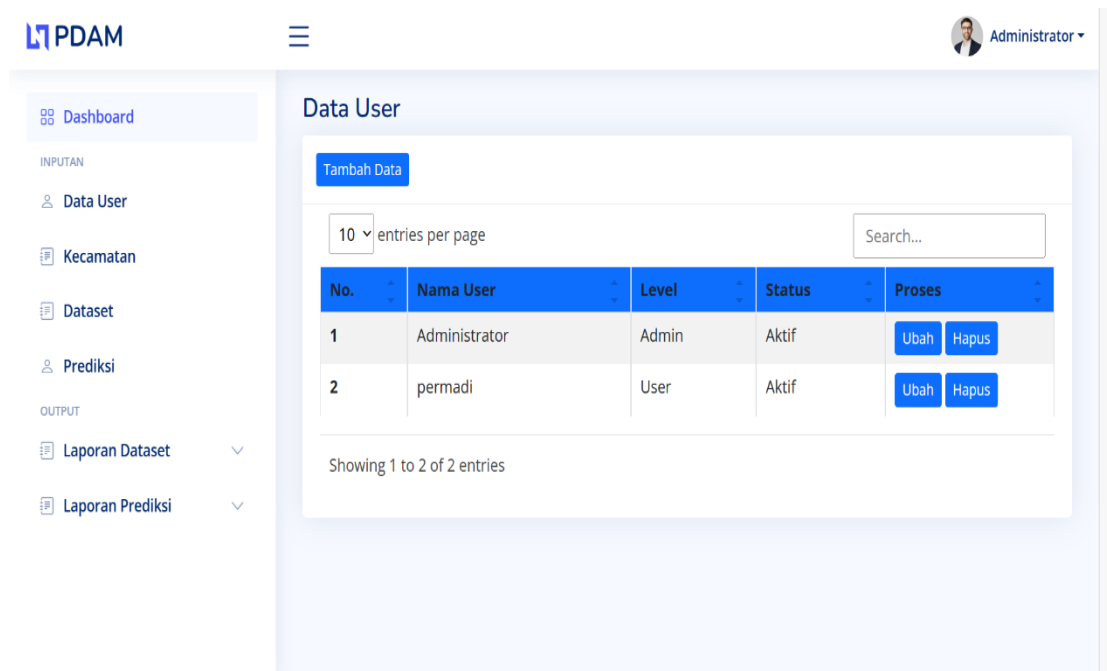 PDAM
Administrator
Dashboard
INPUTAN
Data User
Kecamatan
Dataset
Prediksi
OUTPUT
Laporan Dataset
Laporan Prediksi
Data User
Tambah Data
10 entries per page
Search...
No. Nama User Level Status Proses
1 Administrator Admin Aktif Ubah Hapus
2 permadi User Aktif Ubah Hapus
Showing 1 to 2 of 2 entries